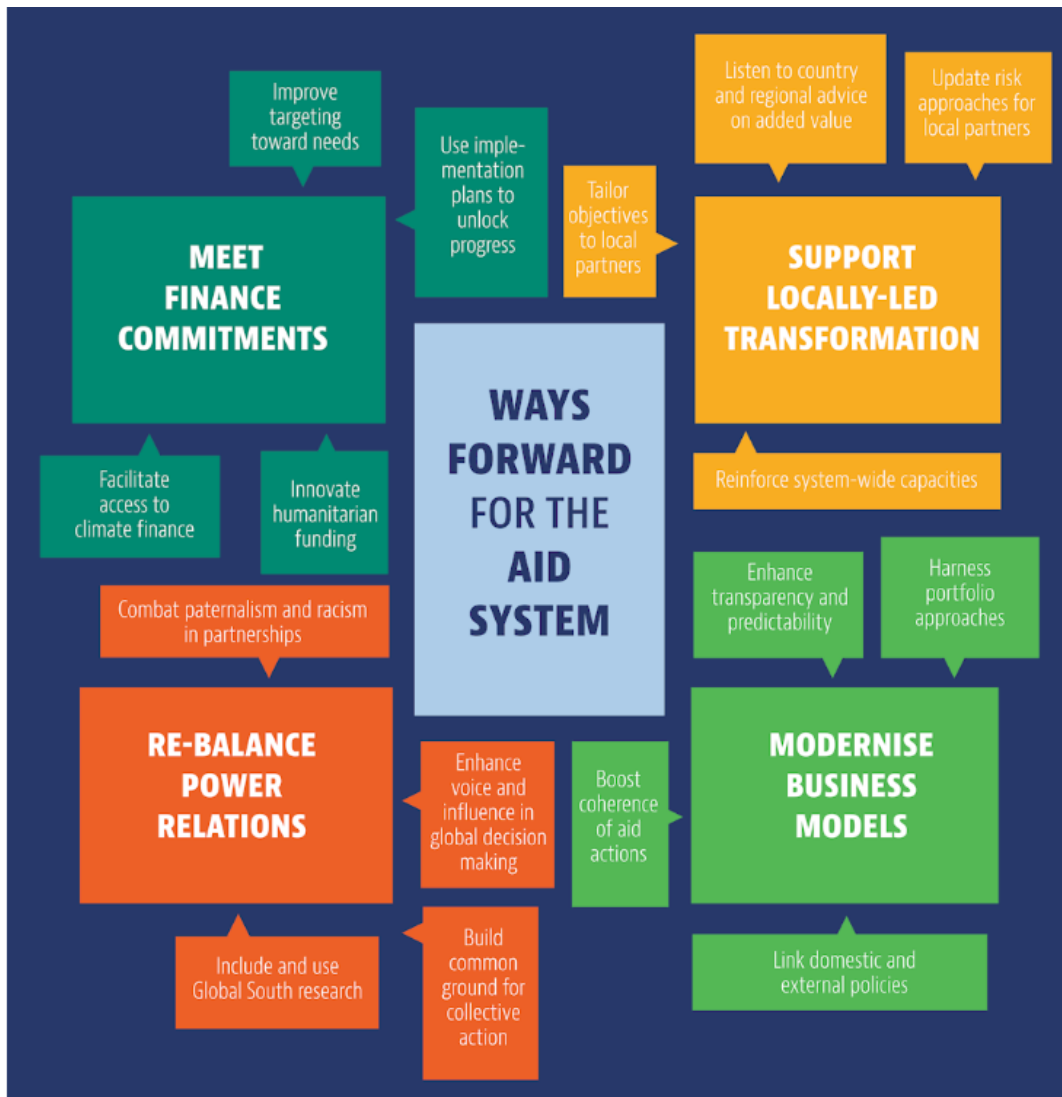 Improve
targeting
toward needs
Use imple-
mentation
plans to
unlock
progress
MEET
FINANCE
COMMITMENTS
Facilitate
access to
climate finance
Innovate
humanitarian
funding
Listen to country
and regional advice
on added value
Update risk
approaches for
local partners
Tailor
objectives
to local
partners
SUPPORT
LOCALLY-LED
TRANSFORMATION
Reinforce system-wide capacities
WAYS
FORWARD
FOR THE
AID
SYSTEM
Combat paternalism and racism
in partnerships
RE-BALANCE
POWER
RELATIONS
Enhance
voice and
influence in
global decision
making
Include and use
Global South research
Build
common
ground for
collective
action
Enhance
transparency and
predictability
Harness
portfolio
approaches
Boost
coherence
of aid
actions
MODERNISE
BUSINESS
MODELS
Link domestic and
external policies